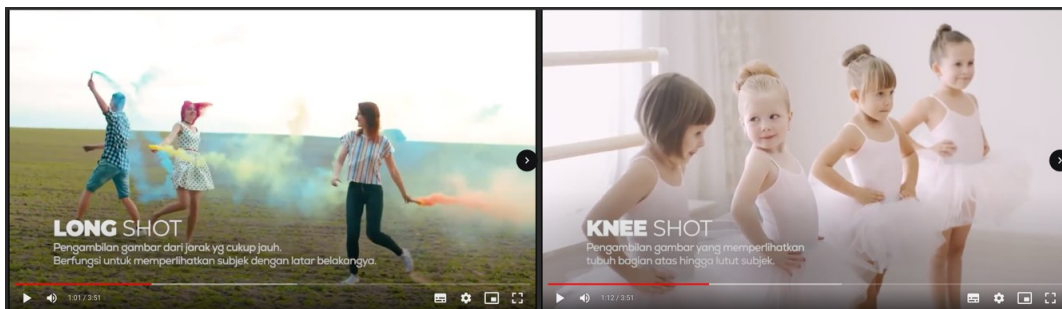 LONG SHOT
Pengambilan gambar dari jarak yg cukup jauh.
Berfungsi untuk memperlihatkan subjek dengan latar belakangya.
1:01 / 3:51
KNEE SHOT
Pengambilan gambar yang memperlihatkan
tubuh bagian atas hingga lutut subjek.
1:12 / 3:51